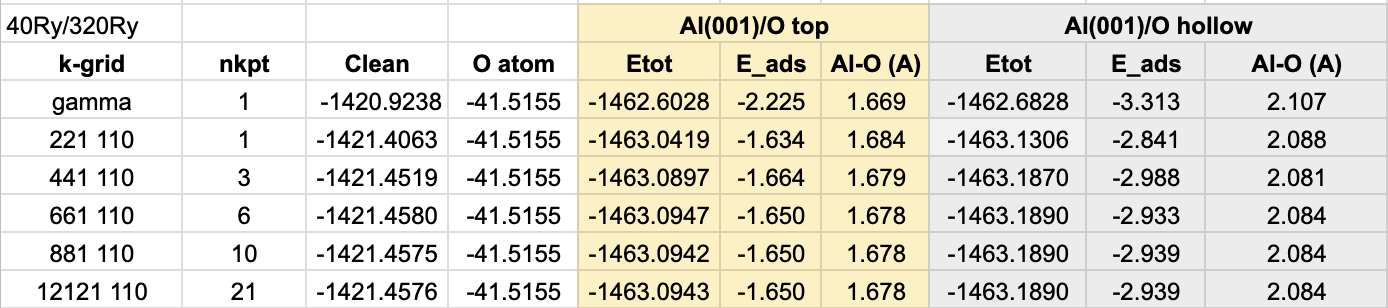 40Ry/320Ry Al(001)/O top Al(001)/O hollow
k-grid nkpt Clean O atom Etot E_ads Al-O (A) Etot E_ads Al-O (A)
gamma 1 -1420.9238 -41.5155 -1462.6028 -2.225 1.669 -1462.6828 -3.313 2.107
221 110 1 -1421.4063 -41.5155 -1463.0419 -1.634 1.684 -1463.1306 -2.841 2.088
441 110 3 -1421.4519 -41.5155 -1463.0897 -1.664 1.679 -1463.1870 -2.988 2.081
661 110 6 -1421.4580 -41.5155 -1463.0947 -1.650 1.678 -1463.1890 -2.933 2.084
881 110 10 -1421.4575 -41.5155 -1463.0942 -1.650 1.678 -1463.1890 -2.939 2.084
12121 110 21 -1421.4576 -41.5155 -1463.0943 -1.650 1.678 -1463.1890 -2.939 2.084